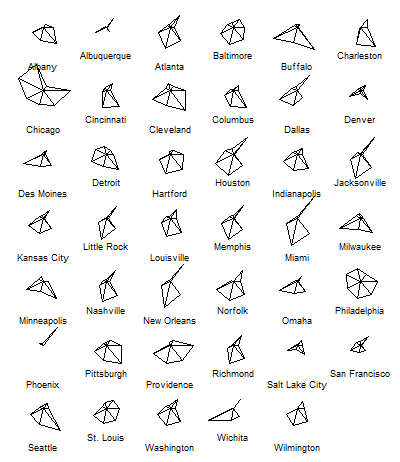 Albany
Albuquerque
Atlanta
Baltimore
Buffalo
Charleston
Chicago
Cincinnati
Cleveland
Columbus
Dallas
Denver
Des Moines
Detroit
Hartford
Houston
Indianapolis
Jacksonville
Kansas City
Little Rock
Louisville
Memphis
Miami
Milwaukee
Minneapolis
Nashville
New Orleans
Norfolk
Omaha
Philadelphia
Phoenix
Pittsburgh
Providence
Richmond
Salt Lake City
San Francisco
Seattle
St. Louis
Washington
Wichita
Wilmington